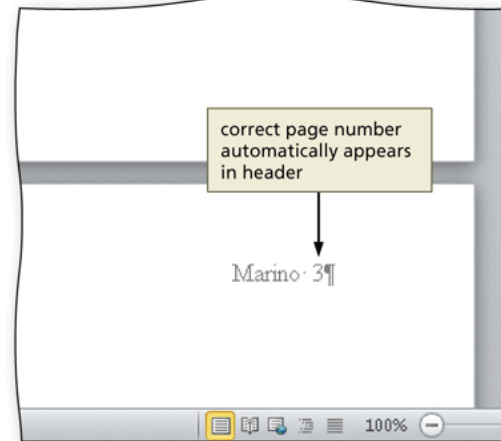 correct page number
automatically appears
in header
Marino· 3¶
100%